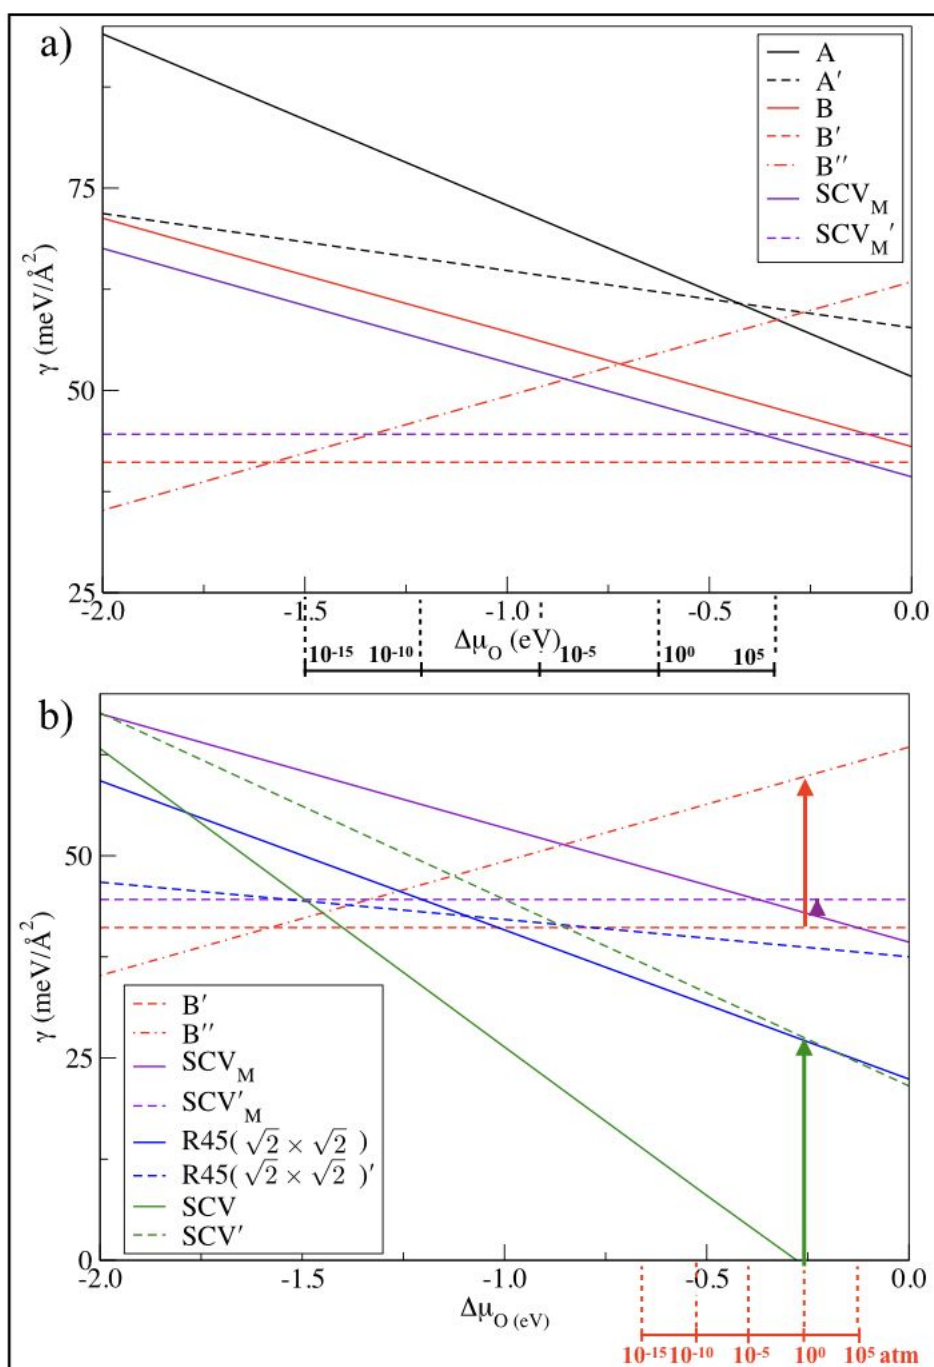 a)
A
A′
B
B′
B′′
SCV_M
SCV_M′
γ (meV/Å²)
75
50
25
-2.0 -1.5 -1.0 -0.5 0.0
Δμ_O (eV)
10⁻¹⁵ 10⁻¹⁰ 10⁻⁵ 10⁰ 10⁵
b)
γ (meV/Å²)
50
25
0
B′
B′′
SCV_M
SCV′_M
R45(√2 × √2 )
R45(√2 × √2 )′
SCV
SCV′
-2.0 -1.5 -1.0 -0.5 0.0
Δμ_O (eV)
10⁻¹⁵ 10⁻¹⁰ 10⁻⁵ 10⁰ 10⁵ atm